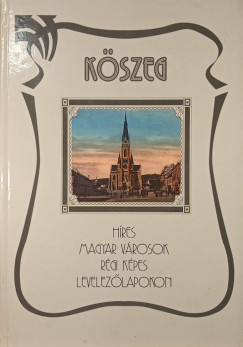 KŐSZEG
HÍRES
MAGYAR VÁROSOK
RÉGI KÉPES
LEVELEZŐLAPOKON